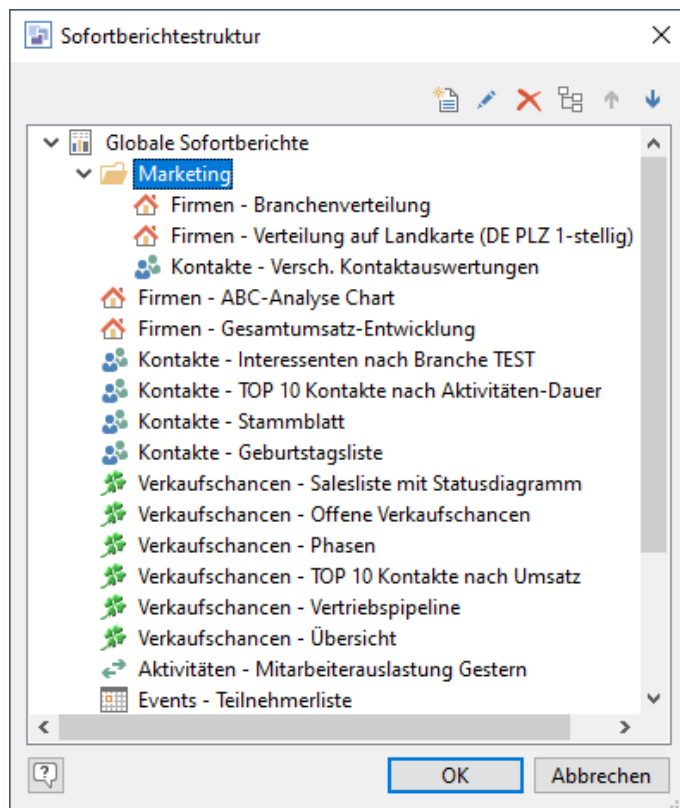 Sofortberichtestruktur
Globale Sofortberichte
Marketing
Firmen - Branchenverteilung
Firmen - Verteilung auf Landkarte (DE PLZ 1-stellig)
Kontakte - Versch. Kontaktauswertungen
Firmen - ABC-Analyse Chart
Firmen - Gesamtumsatz-Entwicklung
Kontakte - Interessenten nach Branche TEST
Kontakte - TOP 10 Kontakte nach Aktivitäten-Dauer
Kontakte - Stammblatt
Kontakte - Geburtstagsliste
Verkaufschancen - Salesliste mit Statusdiagramm
Verkaufschancen - Offene Verkaufschancen
Verkaufschancen - Phasen
Verkaufschancen - TOP 10 Kontakte nach Umsatz
Verkaufschancen - Vertriebspipeline
Verkaufschancen - Übersicht
Aktivitäten - Mitarbeiterauslastung Gestern
Events - Teilnehmerliste
OK Abbrechen